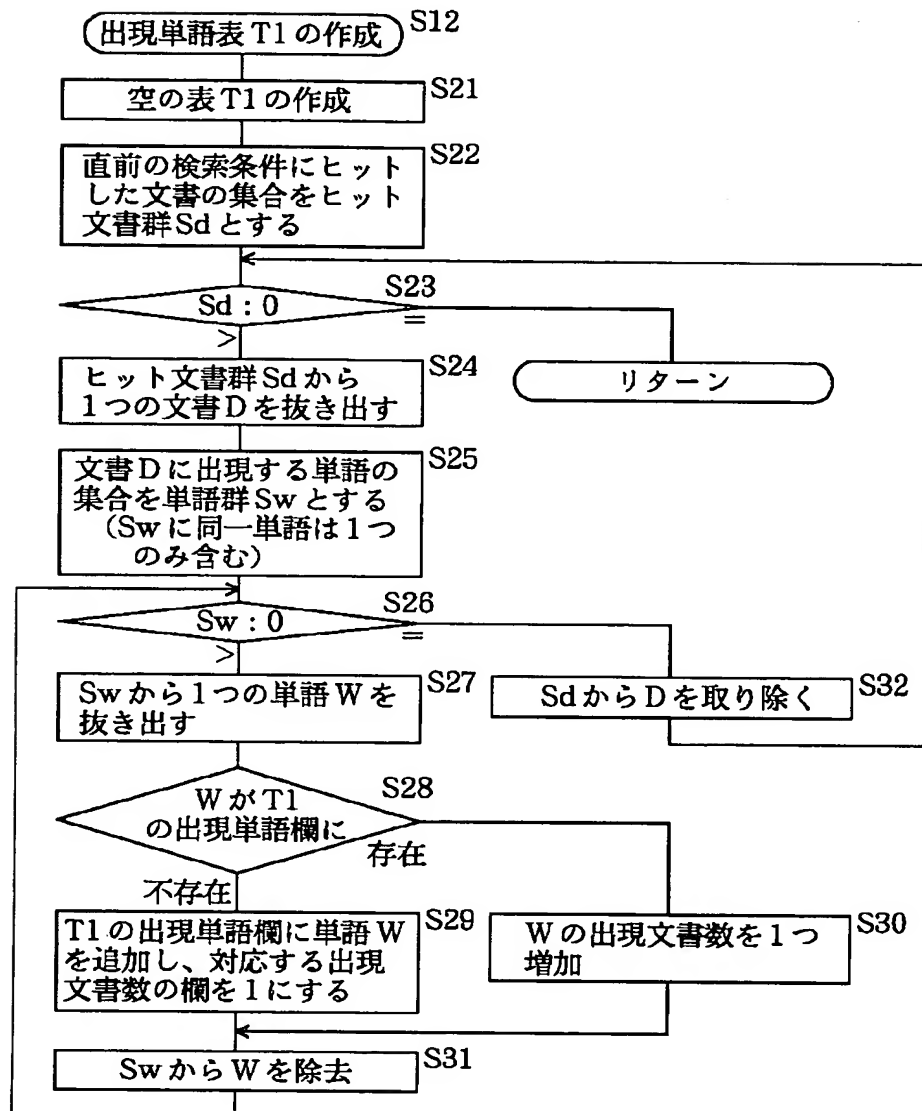 出現単語表T1の作成
S12
空の表T1の作成
S21
直前の検索条件にヒット
した文書の集合をヒット
文書群Sdとする
S22
Sd : 0
S23
=
>
ヒット文書群Sdから
1つの文書Dを抜き出す
S24
リターン
文書Dに出現する単語の
集合を単語群Swとする
(Swに同一単語は1つ
のみ含む)
S25
Sw : 0
S26
=
>
Swから1つの単語Wを
抜き出す
S27
SdからDを取り除く
S32
WがT1
の出現単語欄に
S28
存在
不存在
T1の出現単語欄に単語W
を追加し、対応する出現
文書数の欄を1にする
S29
Wの出現文書数を1つ
増加
S30
SwからWを除去
S31